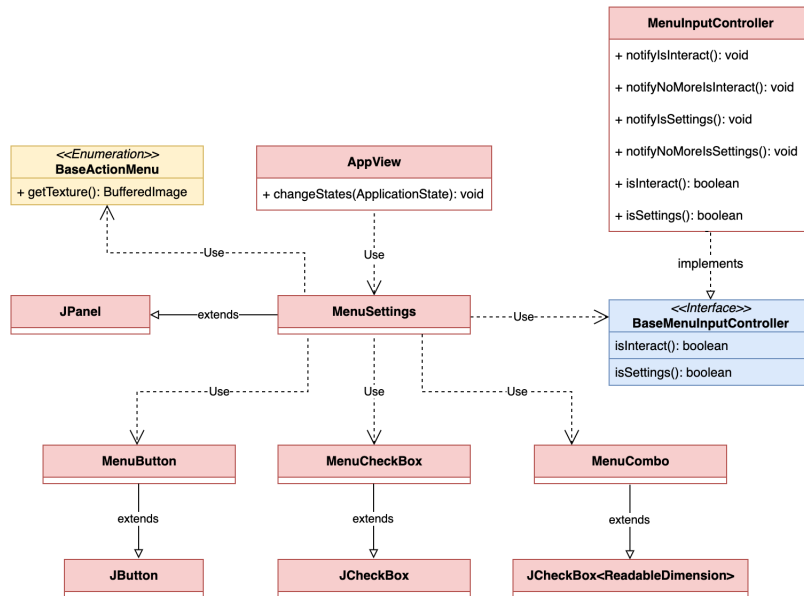 MenuInputController
+ notifyIsInteract(): void
+ notifyNoMoreIsInteract(): void
+ notifyIsSettings(): void
+ notifyNoMoreIsSettings(): void
+ isInteract(): boolean
+ isSettings(): boolean
<<Enumeration>>
BaseActionMenu
+ getTexture(): BufferedImage
AppView
+ changeStates(ApplicationState): void
Use
Use
implements
JPanel
extends
MenuSettings
Use
<<Interface>>
BaseMenuInputController
isInteract(): boolean
isSettings(): boolean
Use
Use
Use
MenuButton
MenuCheckBox
MenuCombo
extends
extends
extends
JButton
JCheckBox
JCheckBox<ReadableDimension>